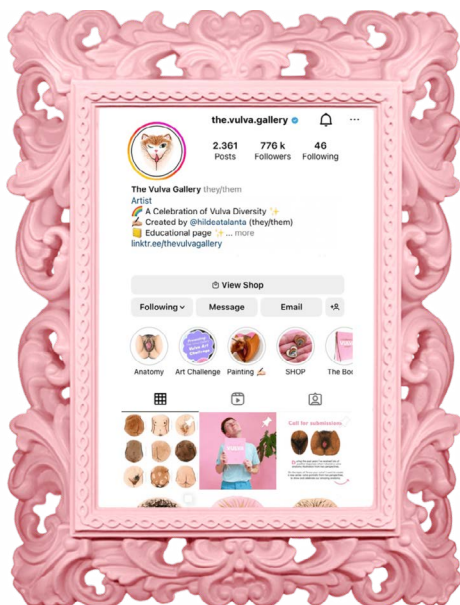 the.vulva.gallery
2.361 776 k 46
Posts Followers Following
The Vulva Gallery they/them
Artist
🌈 A Celebration of Vulva Diversity ✨
✍️ Created by @hildeatalanta (they/them)
📒 Educational page ✨ ... more
linktr.ee/thevulvagallery
View Shop
Following Message Email
Anatomy Art Challenge Painting ✍️ SHOP The Bo
Call for submissions